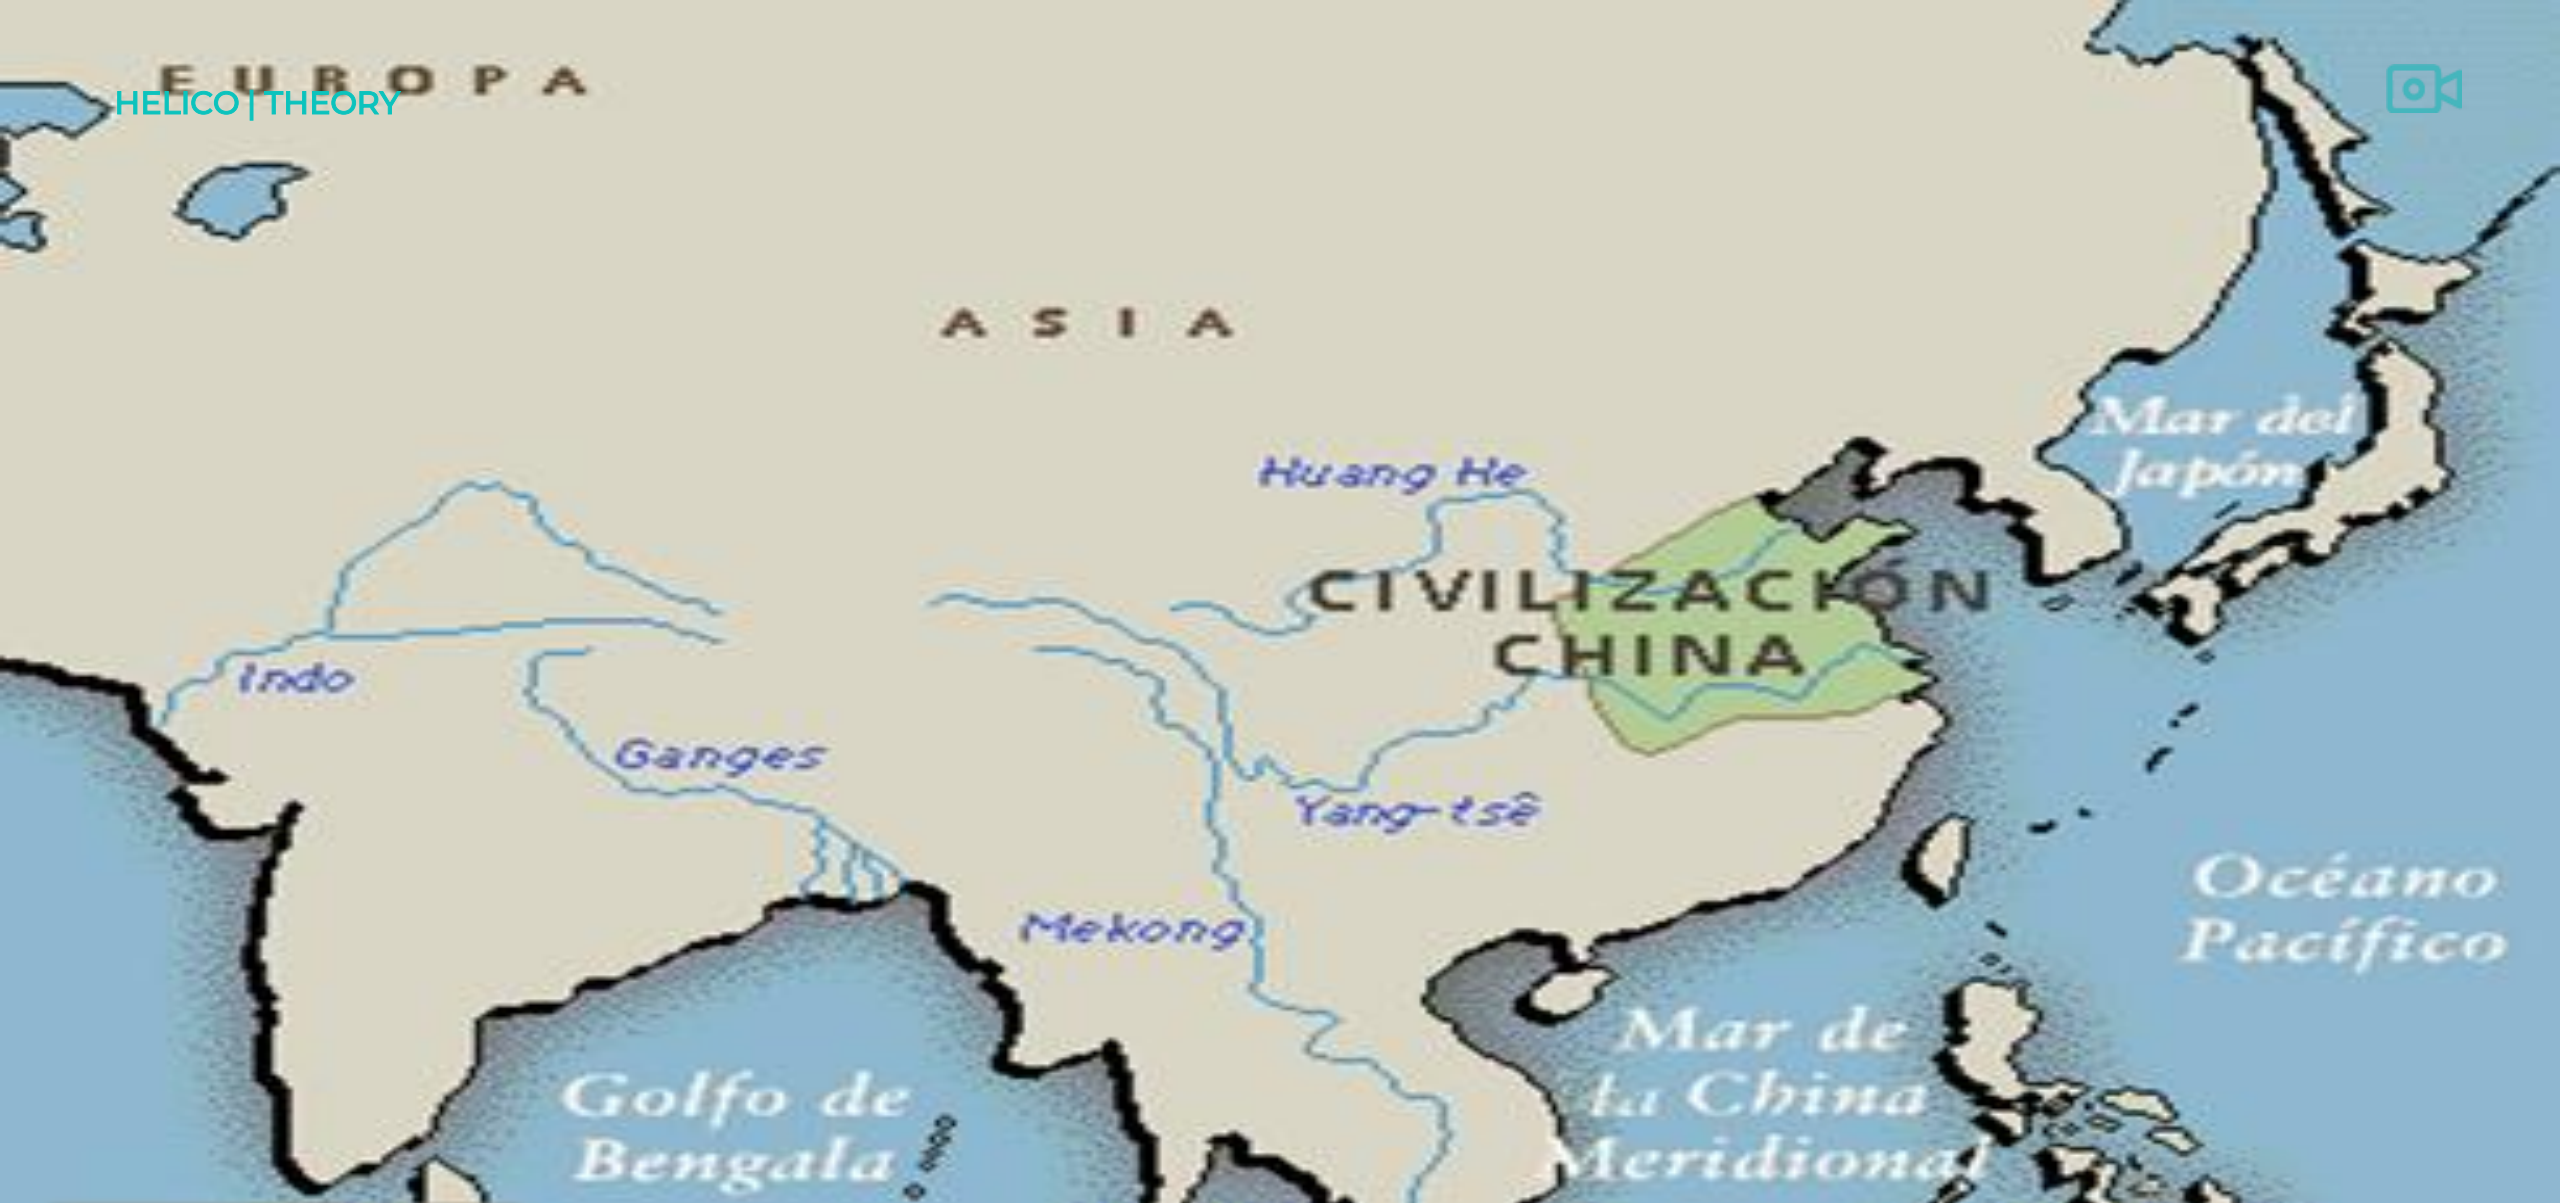 EUROPA
HELICO | THEORY
ASIA
Mar del
Japón
Huang He
CIVILIZACIÓN
CHINA
Indo
Ganges
Yang-tsê
Mekong
Océano
Pacífico
Mar de
la China
Meridional
Golfo de
Bengala